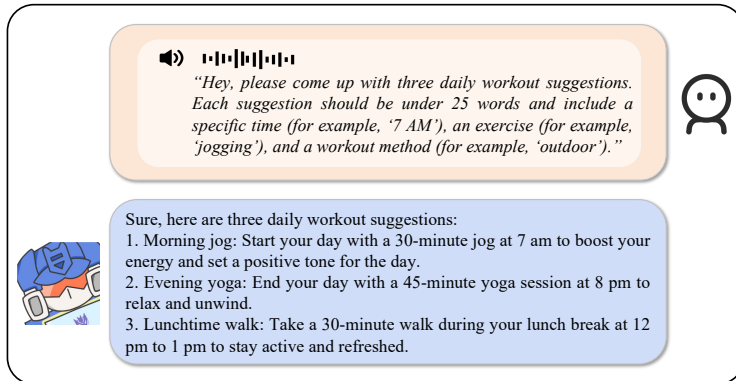 “Hey, please come up with three daily workout suggestions.
Each suggestion should be under 25 words and include a
specific time (for example, ‘7 AM’), an exercise (for example,
‘jogging’), and a workout method (for example, ‘outdoor’).”
Sure, here are three daily workout suggestions:
1. Morning jog: Start your day with a 30-minute jog at 7 am to boost your
energy and set a positive tone for the day.
2. Evening yoga: End your day with a 45-minute yoga session at 8 pm to
relax and unwind.
3. Lunchtime walk: Take a 30-minute walk during your lunch break at 12
pm to 1 pm to stay active and refreshed.